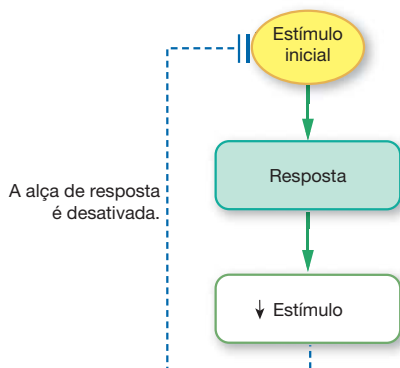 Estímulo
inicial
Resposta
A alça de resposta
é desativada.
↓ Estímulo